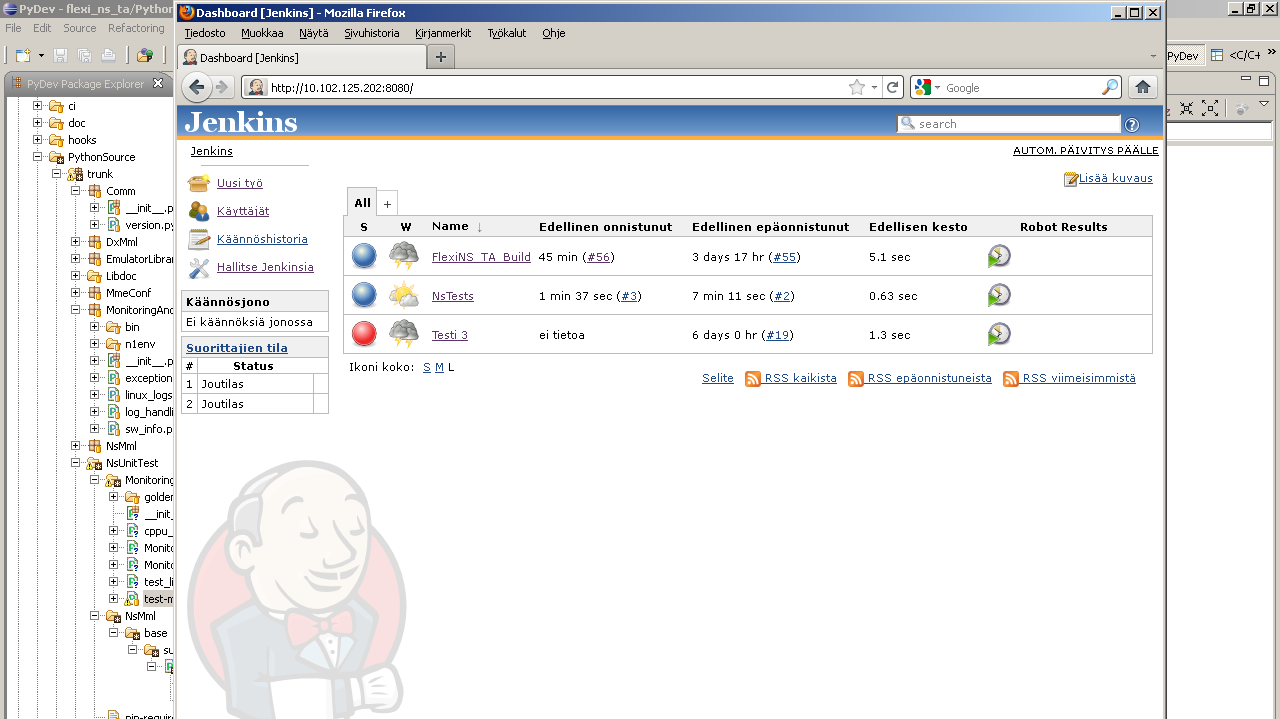 PyDev - flexi_ns_ta/Python
File Edit Source Refactoring
PyDev Package Explorer
ci
doc
hooks
PythonSource
trunk
Comm
__init__.p
version.py
DxMml
EmulatorLibra
Libdoc
MmeConf
MonitoringAnd
bin
n1env
__init__.p
exception
linux_logs
log_handli
sw_info.p
NsMml
NsUnitTest
Monitoring
golden
__init_
cppu_
Monito
Monito
test_li
test-m
NsMml
base
su
pip-require
Dashboard [Jenkins] - Mozilla Firefox
Tiedosto Muokkaa Näytä Sivuhistoria Kirjanmerkit Työkalut Ohje
Dashboard [Jenkins]
http://10.102.125.202:8080/
Google
Jenkins
search
Jenkins
AUTOM. PÄIVITYS PÄÄLLE
Uusi työ
Käyttäjät
Käännöshistoria
Hallitse Jenkinsia
Käännösjono
Ei käännöksiä jonossa
Suorittajien tila
# Status
1 Joutilas
2 Joutilas
Lisää kuvaus
All +
S W Name ↓ Edellinen onnistunut Edellinen epäonnistunut Edellisen kesto Robot Results
FlexiNS_TA_Build 45 min (#56) 3 days 17 hr (#55) 5.1 sec
NsTests 1 min 37 sec (#3) 7 min 11 sec (#2) 0.63 sec
Testi 3 ei tietoa 6 days 0 hr (#19) 1.3 sec
Ikoni koko: S M L
Selite RSS kaikista RSS epäonnistuneista RSS viimeisimmistä
PyDev <C/C+ »